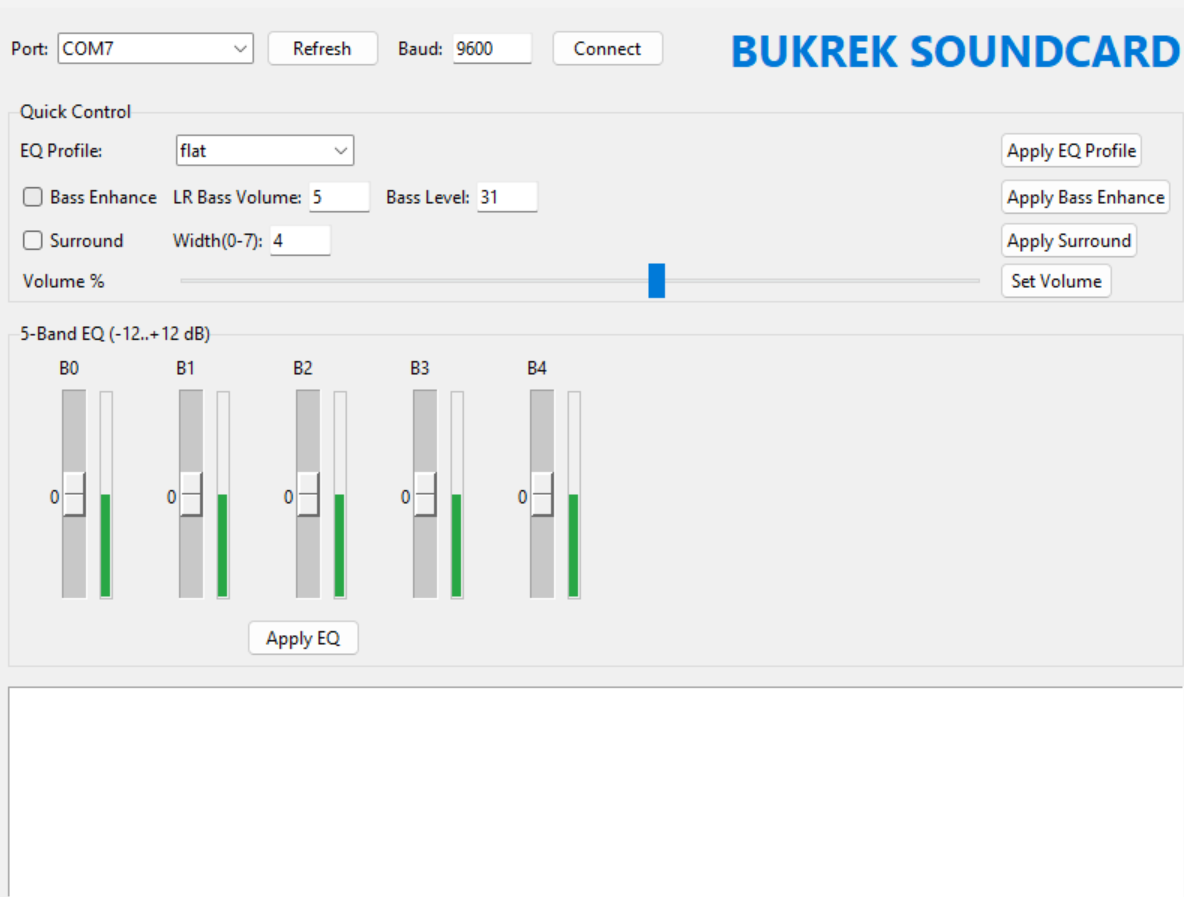 Port: COM7 Refresh Baud: 9600 Connect BUKREK SOUNDCARD
Quick Control
EQ Profile: flat Apply EQ Profile
Bass Enhance LR Bass Volume: 5 Bass Level: 31 Apply Bass Enhance
Surround Width(0-7): 4 Apply Surround
Volume % Set Volume
5-Band EQ (-12..+12 dB)
B0 B1 B2 B3 B4
0 0 0 0 0
Apply EQ